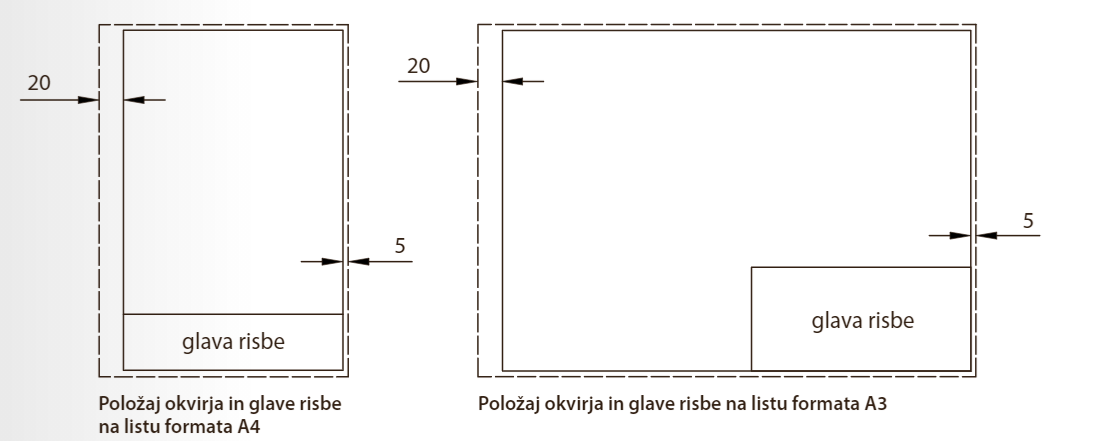 20
5
glava risbe
Položaj okvirja in glave risbe
na listu formata A4
20
5
glava risbe
Položaj okvirja in glave risbe na listu formata A3